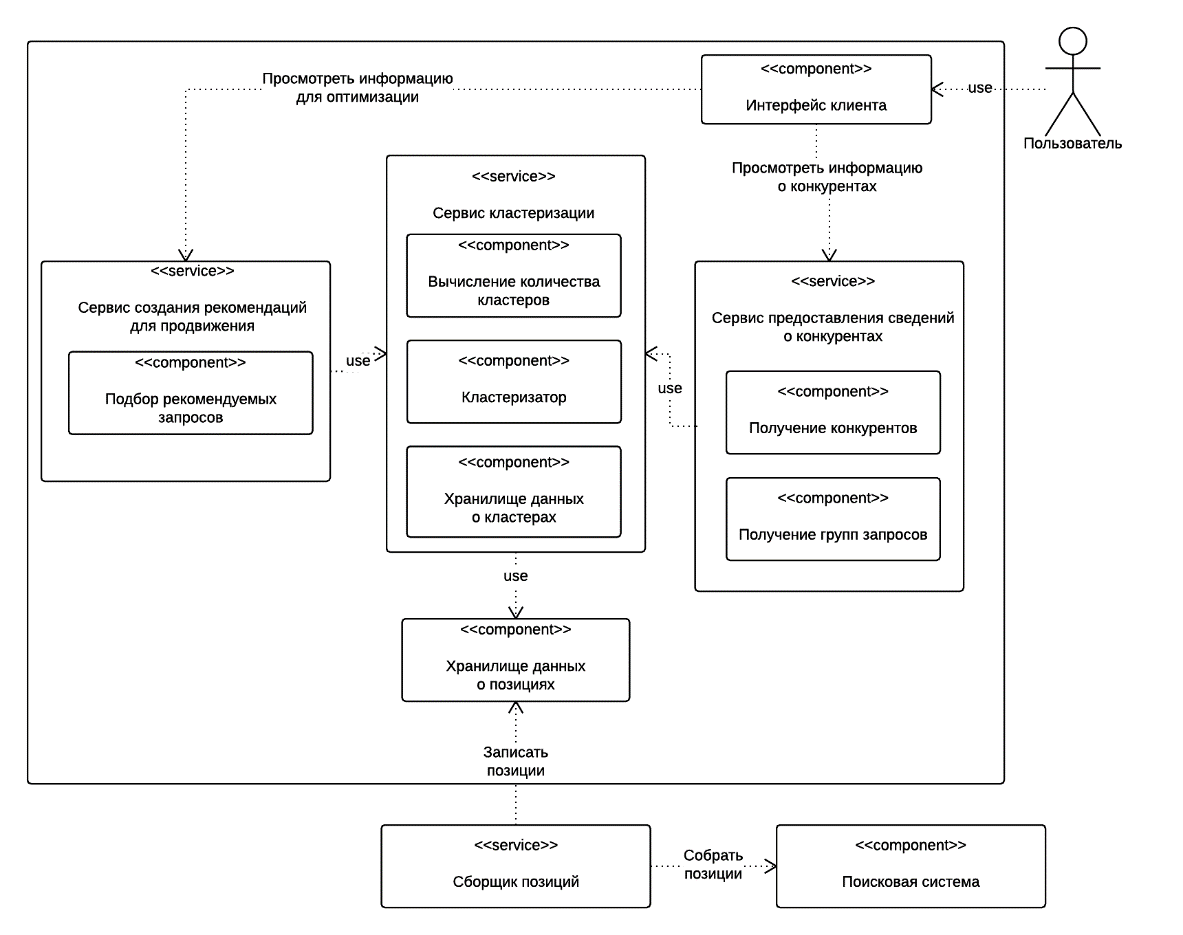 <<component>>
Интерфейс клиента
use
Пользователь
Просмотреть информацию
для оптимизации
Просмотреть информацию
о конкурентах
<<service>>
Сервис кластеризации
<<component>>
Вычисление количества
кластеров
<<component>>
Кластеризатор
<<component>>
Хранилище данных
о кластерах
<<service>>
Сервис создания рекомендаций
для продвижения
<<component>>
Подбор рекомендуемых
запросов
use
<<service>>
Сервис предоставления сведений
о конкурентах
<<component>>
Получение конкурентов
<<component>>
Получение групп запросов
use
use
<<component>>
Хранилище данных
о позициях
Записать
позиции
<<service>>
Сборщик позиций
Собрать
позиции
<<component>>
Поисковая система